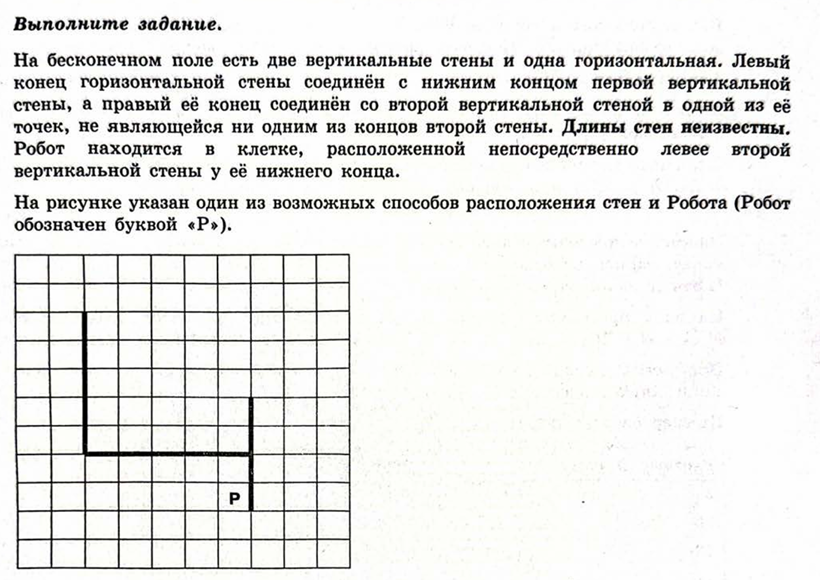 Выполните задание.
На бесконечном поле есть две вертикальные стены и одна горизонтальная. Левый
конец горизонтальной стены соединён с нижним концом первой вертикальной
стены, а правый её конец соединён со второй вертикальной стеной в одной из её
точек, не являющейся ни одним из концов второй стены. Длины стен неизвестны.
Робот находится в клетке, расположенной непосредственно левее второй
вертикальной стены у её нижнего конца.
На рисунке указан один из возможных способов расположения стен и Робота (Робот
обозначен буквой «Р»).
Р